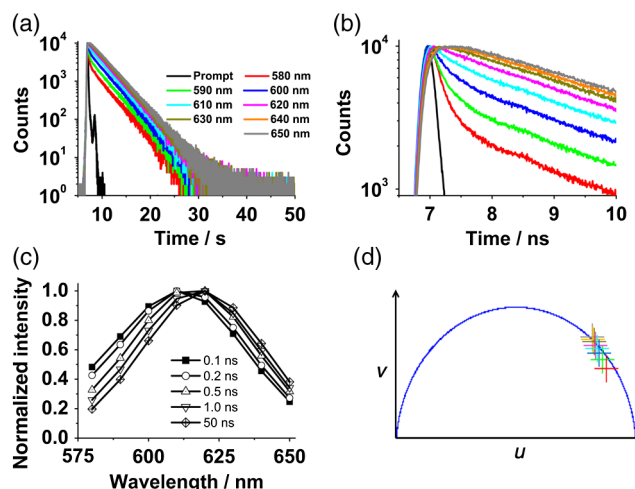 (a)
10⁴
10³
10²
10¹
10⁰
Counts
10 20 30 40 50
Time / s
Prompt 580 nm
590 nm 600 nm
610 nm 620 nm
630 nm 640 nm
650 nm
(b)
10⁴
10³
Counts
7 8 9 10
Time / ns
(c)
1.0
0.8
0.6
0.4
0.2
0.0
Normalized intensity
575 600 625 650
Wavelength / nm
0.1 ns
0.2 ns
0.5 ns
1.0 ns
50 ns
(d)
v
u